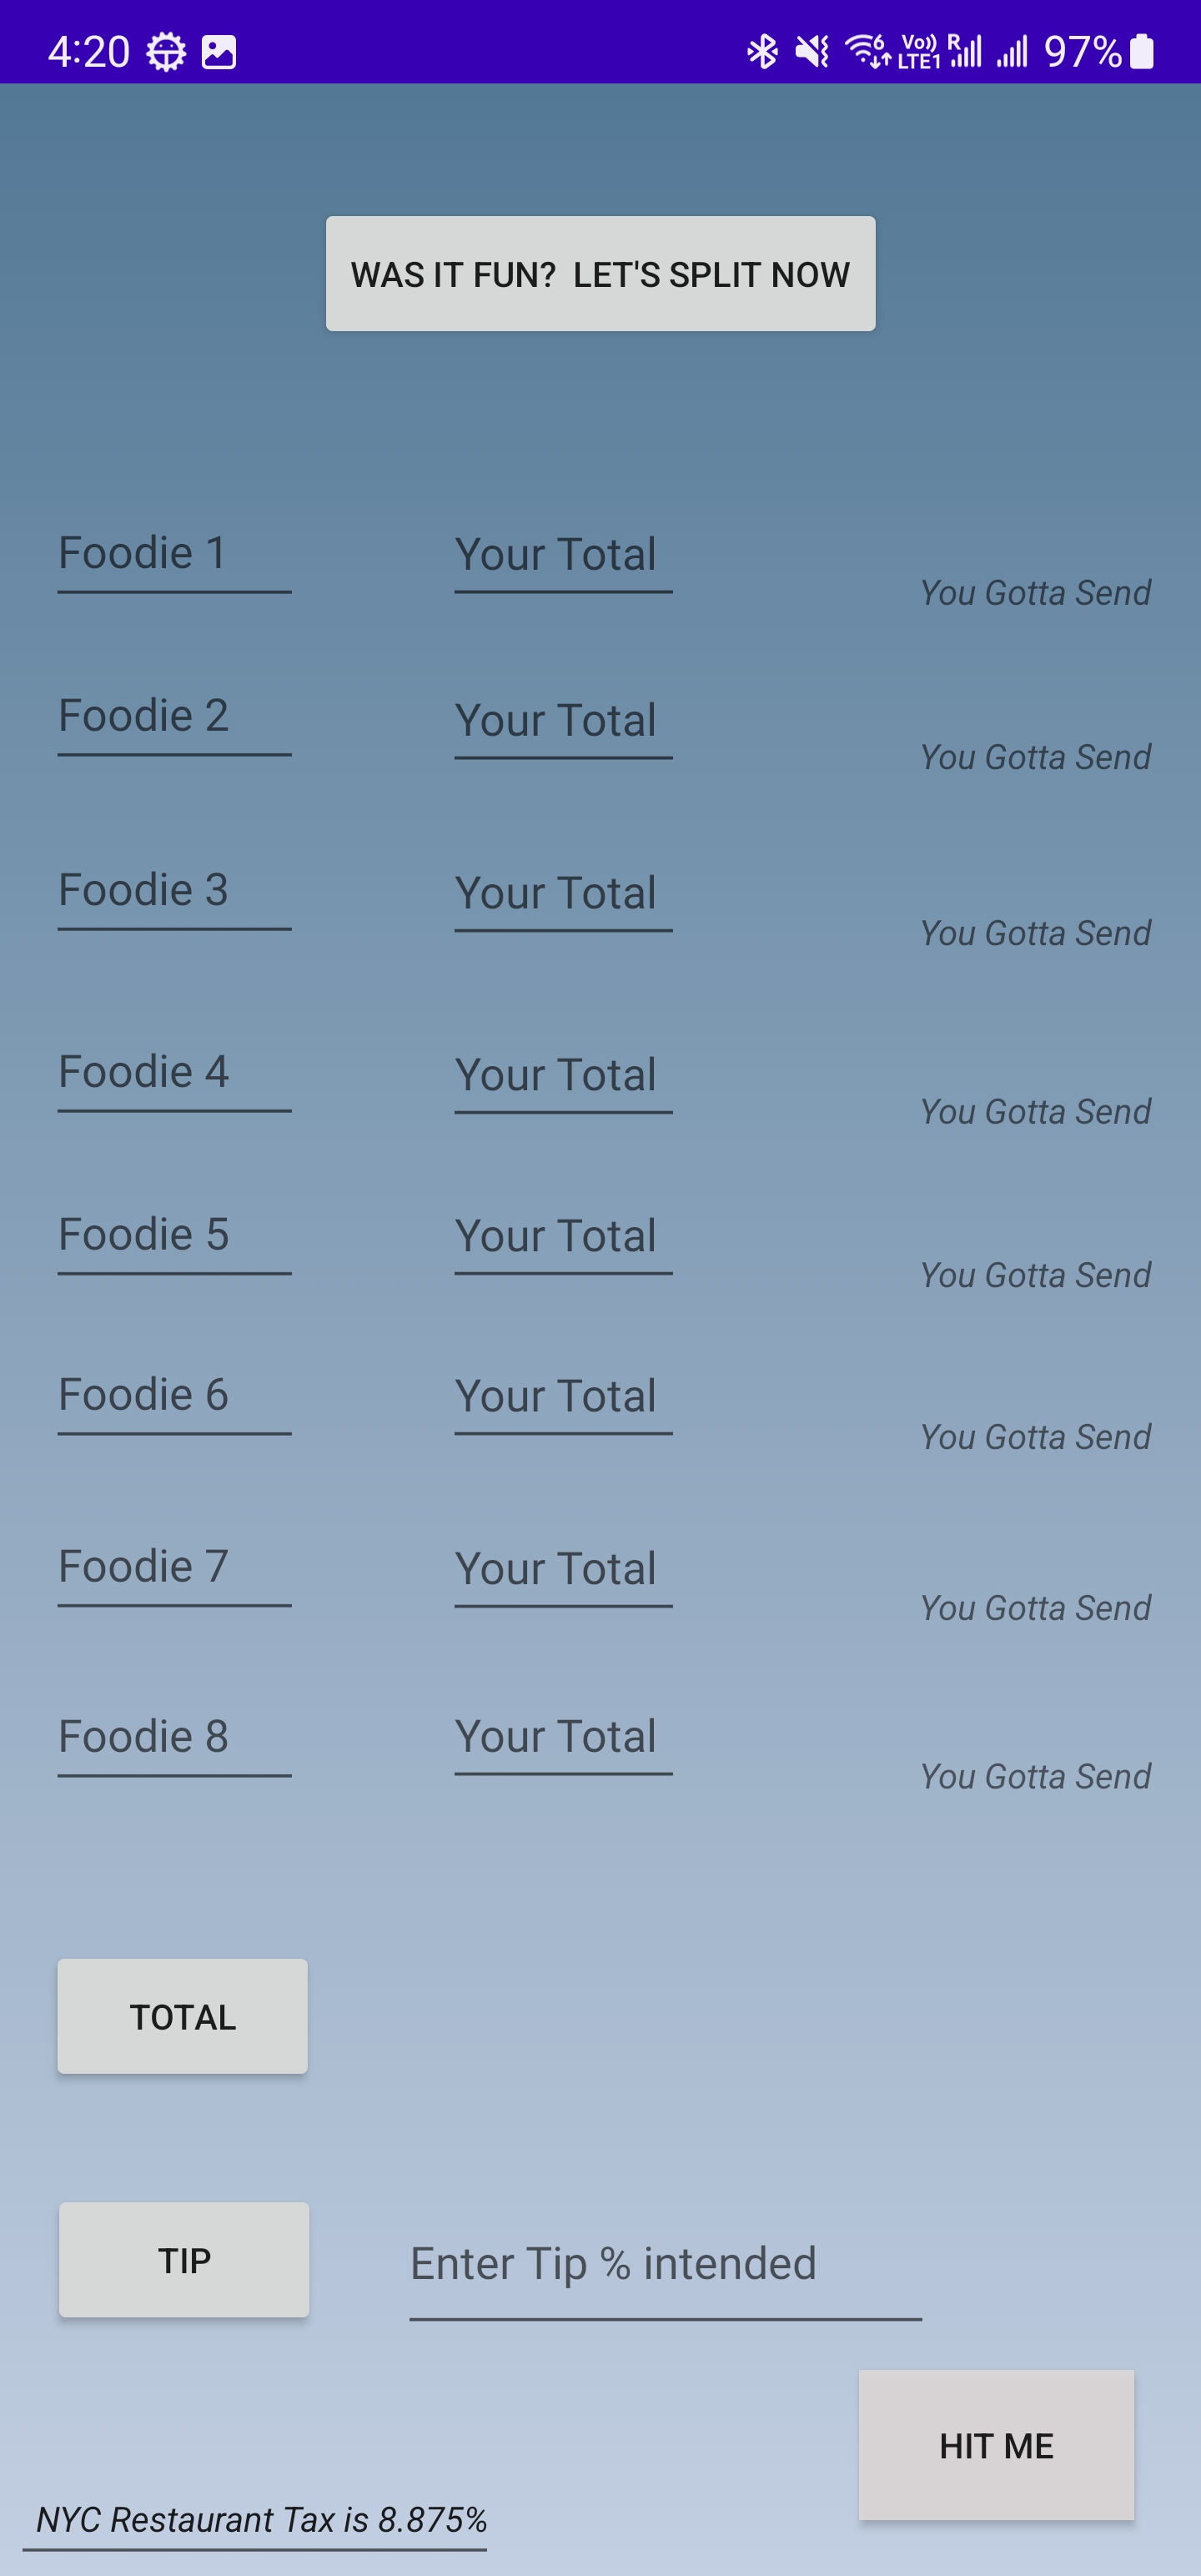 4:20 6 Vo)) LTE1 R 97%
WAS IT FUN?  LET'S SPLIT NOW
Foodie 1 Your Total You Gotta Send
Foodie 2 Your Total You Gotta Send
Foodie 3 Your Total You Gotta Send
Foodie 4 Your Total You Gotta Send
Foodie 5 Your Total You Gotta Send
Foodie 6 Your Total You Gotta Send
Foodie 7 Your Total You Gotta Send
Foodie 8 Your Total You Gotta Send
TOTAL
TIP Enter Tip % intended
HIT ME
NYC Restaurant Tax is 8.875%